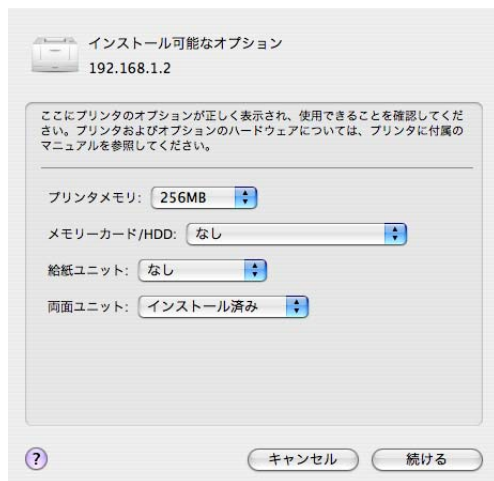 インストール可能なオプション
192.168.1.2
ここにプリンタのオプションが正しく表示され、使用できることを確認してくだ
さい。プリンタおよびオプションのハードウェアについては、プリンタに付属の
マニュアルを参照してください。
プリンタメモリ: 256MB
メモリーカード/HDD: なし
給紙ユニット: なし
両面ユニット: インストール済み
? キャンセル 続ける